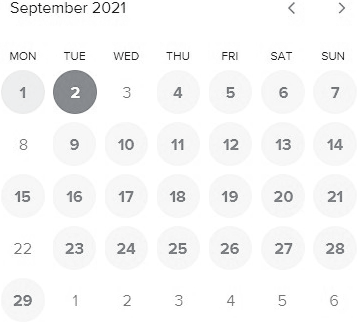 September 2021
MON TUE WED THU FRI SAT SUN
1 2 3 4 5 6 7
8 9 10 11 12 13 14
15 16 17 18 19 20 21
22 23 24 25 26 27 28
29 1 2 3 4 5 6